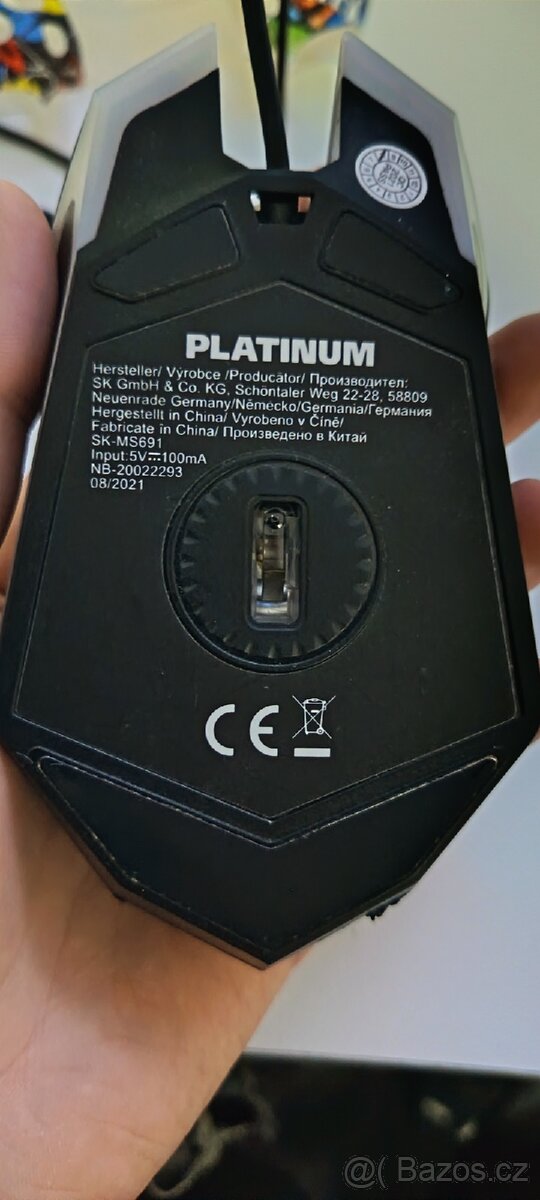 PLATINUM
Hersteller/ Výrobce /Producător/ Производител:
SK GmbH & Co. KG, Schöntaler Weg 22-28, 58809
Neuenrade Germany/Německo/Germania/Германия
Hergestellt in China/ Vyrobeno v Číně/
Fabricate în China/ Произведено в Китай
SK-MS691
Input:5V⎓100mA
NB-20022293
08/2021
CE
@( Bazos.cz